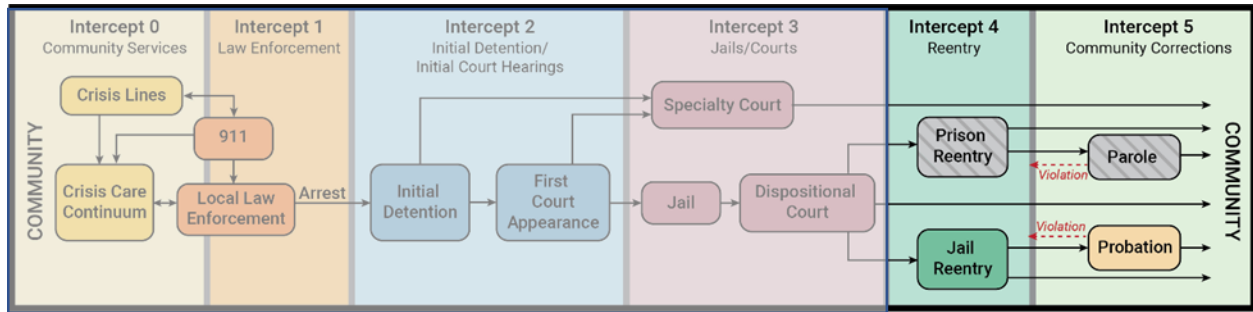 Intercept 0
Community Services
Intercept 1
Law Enforcement
Intercept 2
Initial Detention/
Initial Court Hearings
Intercept 3
Jails/Courts
Intercept 4
Reentry
Intercept 5
Community Corrections
COMMUNITY
Crisis Lines
911
Crisis Care
Continuum
Local Law
Enforcement
Arrest
Initial
Detention
First
Court
Appearance
Specialty Court
Jail
Dispositional
Court
Prison
Reentry
Parole
Violation
Violation
Jail
Reentry
Probation
COMMUNITY